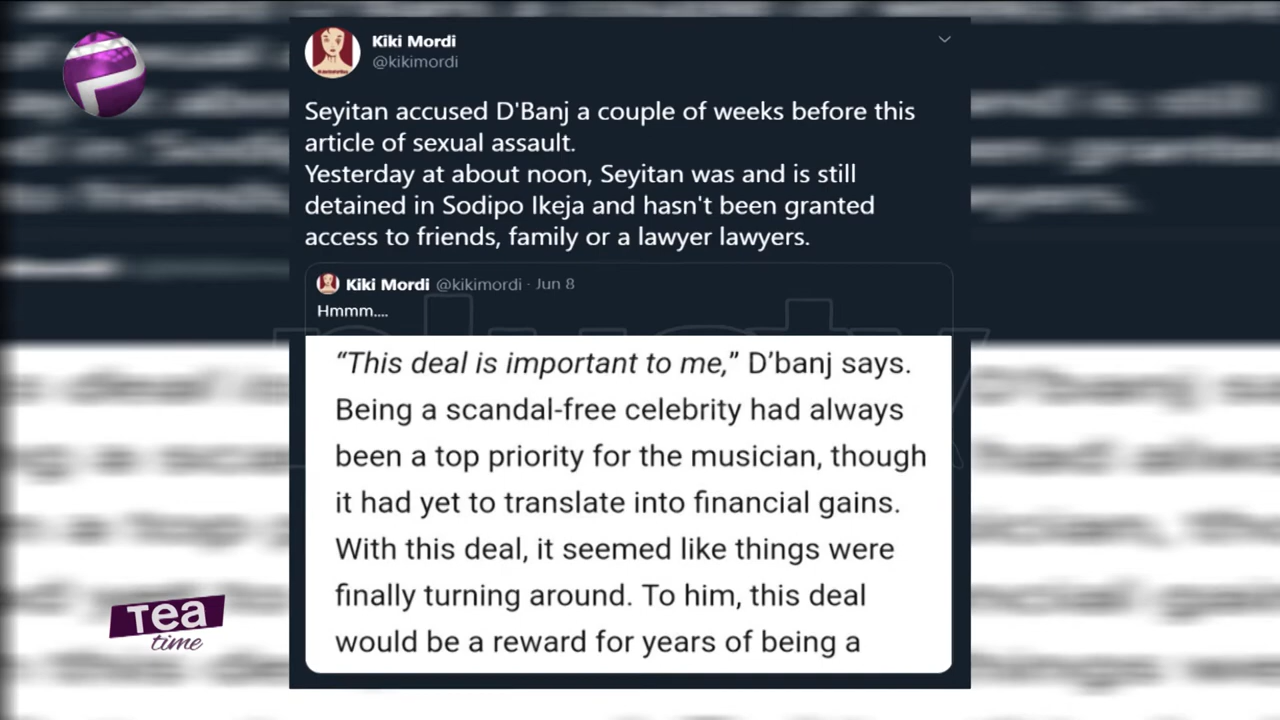 Kiki Mordi
@kikimordi
Seyitan accused D'Banj a couple of weeks before this
article of sexual assault.
Yesterday at about noon, Seyitan was and is still
detained in Sodipo Ikeja and hasn't been granted
access to friends, family or a lawyer lawyers.
Kiki Mordi @kikimordi · Jun 8
Hmmm....
“This deal is important to me,” D’banj says.
Being a scandal-free celebrity had always
been a top priority for the musician, though
it had yet to translate into financial gains.
With this deal, it seemed like things were
finally turning around. To him, this deal
would be a reward for years of being a
Tea
time